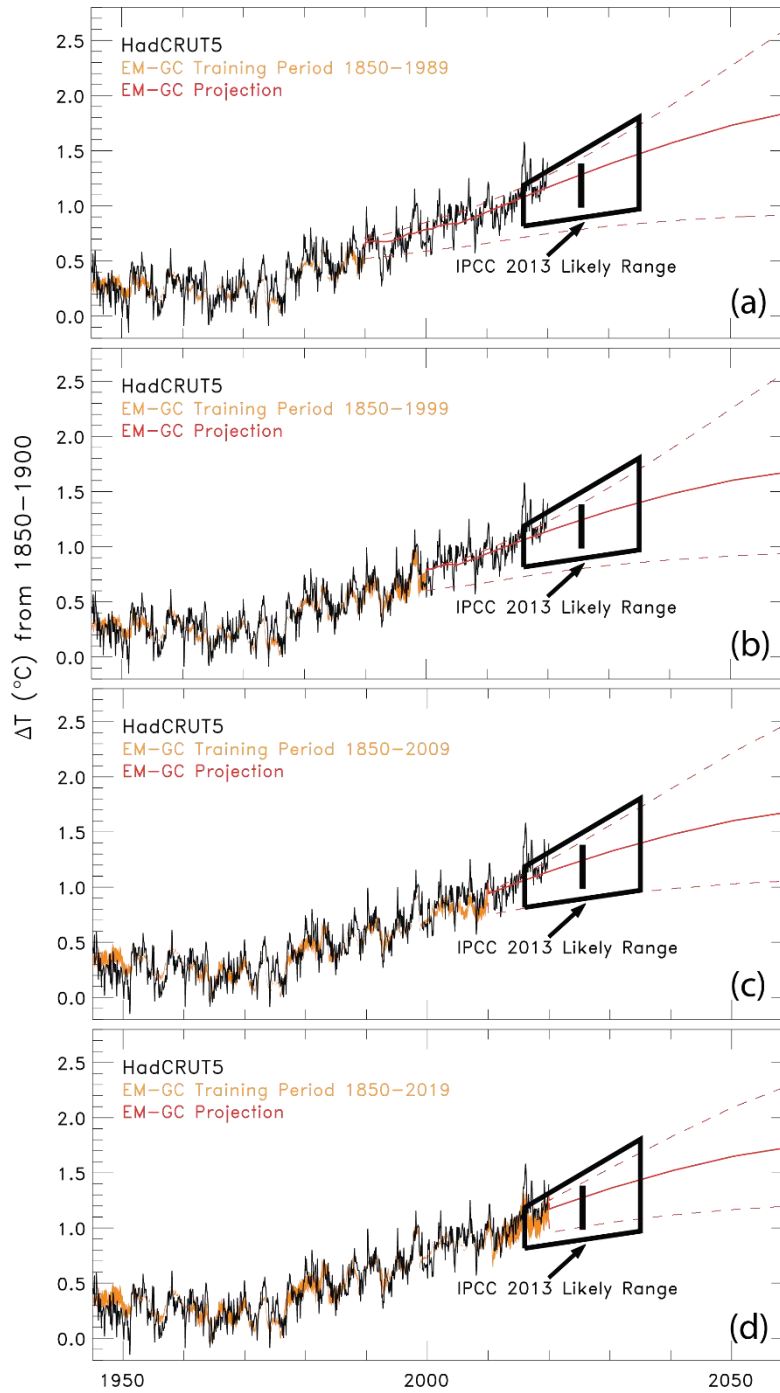 2.5
2.0
1.5
1.0
0.5
0.0
HadCRUT5
EM-GC Training Period 1850-1989
EM-GC Projection
IPCC 2013 Likely Range
(a)
2.5
2.0
1.5
1.0
0.5
0.0
HadCRUT5
EM-GC Training Period 1850-1999
EM-GC Projection
IPCC 2013 Likely Range
(b)
ΔT (°C) from 1850-1900
2.5
2.0
1.5
1.0
0.5
0.0
HadCRUT5
EM-GC Training Period 1850-2009
EM-GC Projection
IPCC 2013 Likely Range
(c)
2.5
2.0
1.5
1.0
0.5
0.0
HadCRUT5
EM-GC Training Period 1850-2019
EM-GC Projection
IPCC 2013 Likely Range
(d)
1950 2000 2050